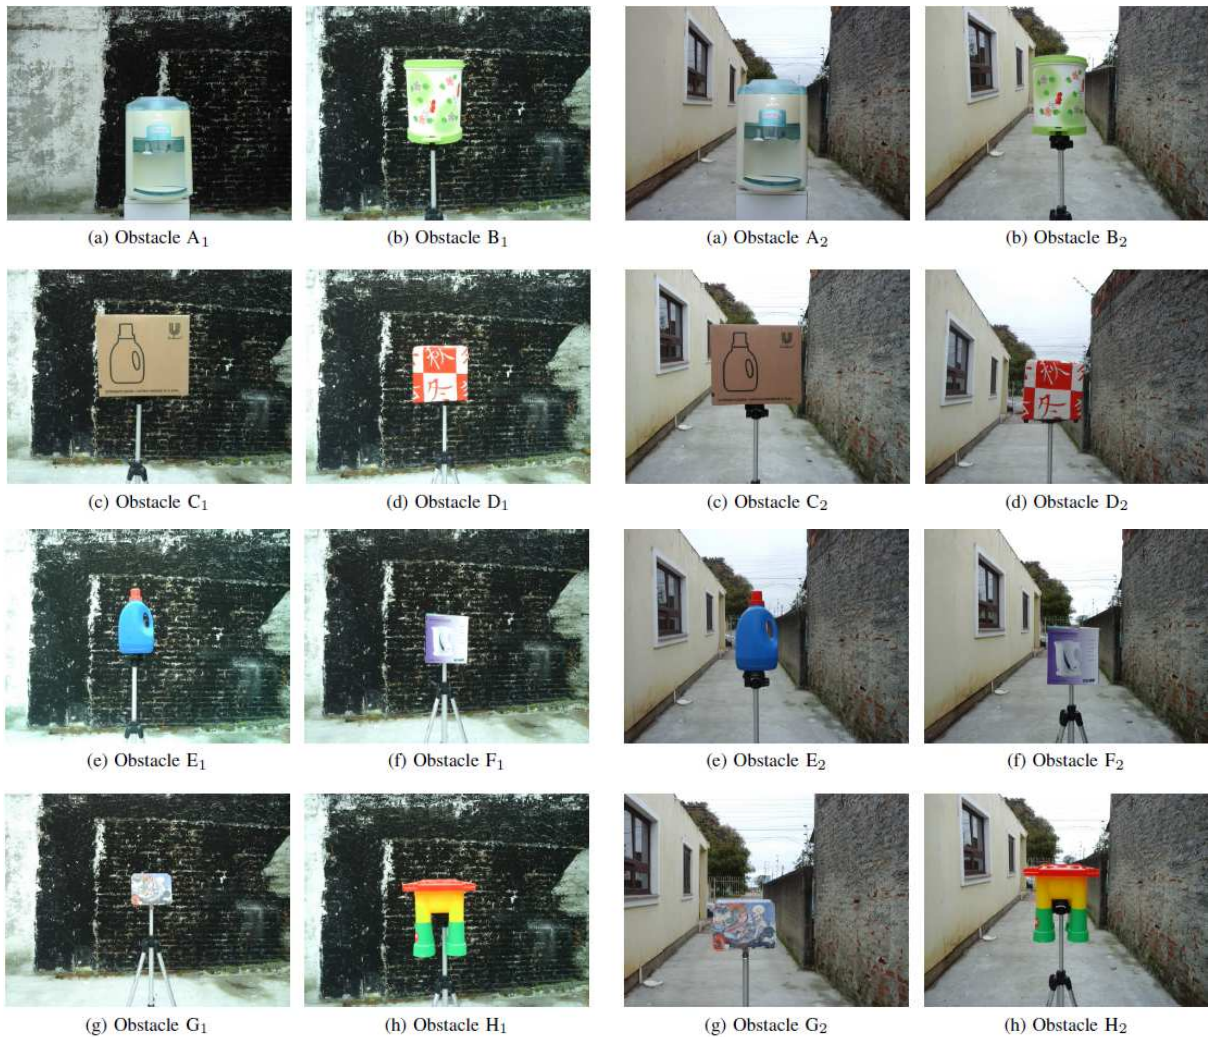 (a) Obstacle A₁
(b) Obstacle B₁
(a) Obstacle A₂
(b) Obstacle B₂
(c) Obstacle C₁
(d) Obstacle D₁
(c) Obstacle C₂
(d) Obstacle D₂
(e) Obstacle E₁
(f) Obstacle F₁
(e) Obstacle E₂
(f) Obstacle F₂
(g) Obstacle G₁
(h) Obstacle H₁
(g) Obstacle G₂
(h) Obstacle H₂